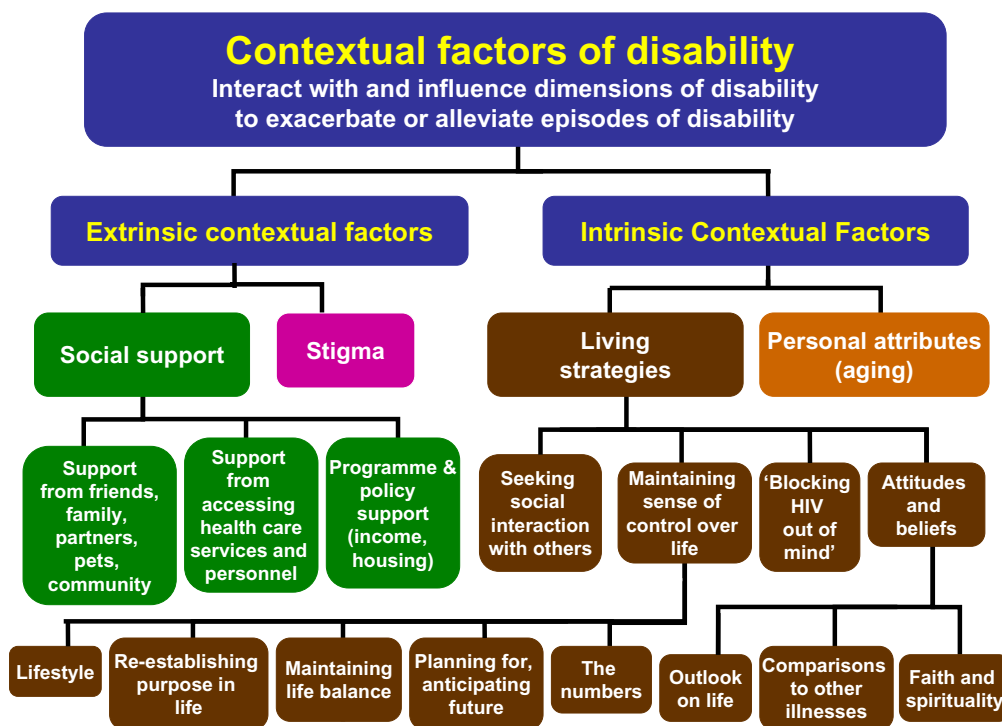 Contextual factors of disability
Interact with and influence dimensions of disability
to exacerbate or alleviate episodes of disability
Extrinsic contextual factors
Intrinsic Contextual Factors
Social support
Stigma
Living
strategies
Personal attributes
(aging)
Support
from friends,
family,
partners,
pets,
community
Support
from
accessing
health care
services and
personnel
Programme &
policy
support
(income,
housing)
Seeking
social
interaction
with others
Maintaining
sense of
control over
life
‘Blocking
HIV
out of
mind’
Attitudes
and
beliefs
Lifestyle
Re-establishing
purpose in
life
Maintaining
life balance
Planning for,
anticipating
future
The
numbers
Outlook
on life
Comparisons
to other
illnesses
Faith and
spirituality